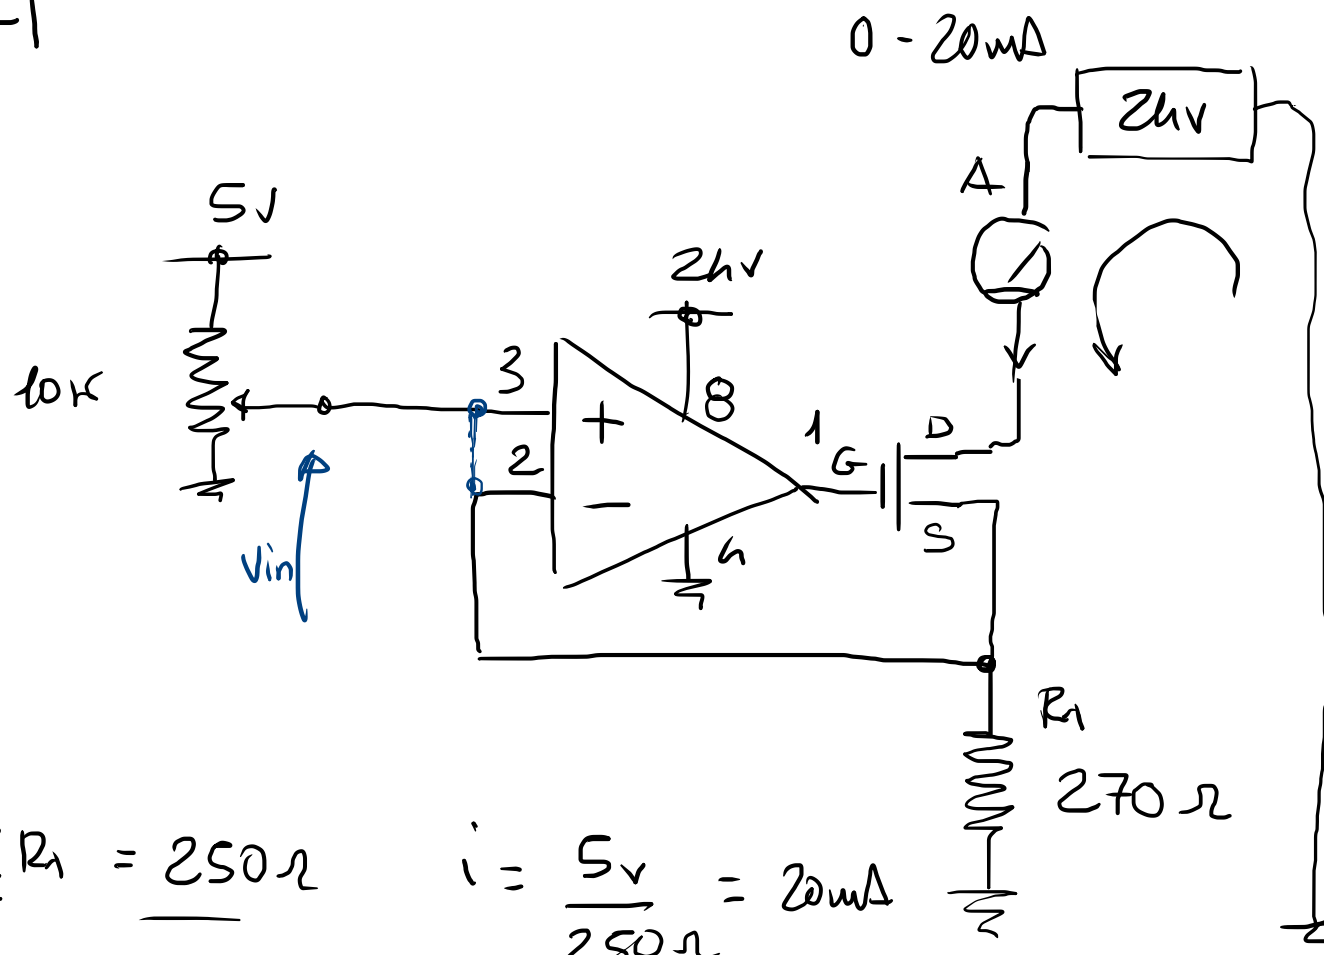 0 - 20mA
24V
A
5V
24V
10K
3
8
+
1
G
D
2
-
S
4
Vin
R1
270Ω
R1 = 250Ω
i = 5v / 250Ω = 20mA